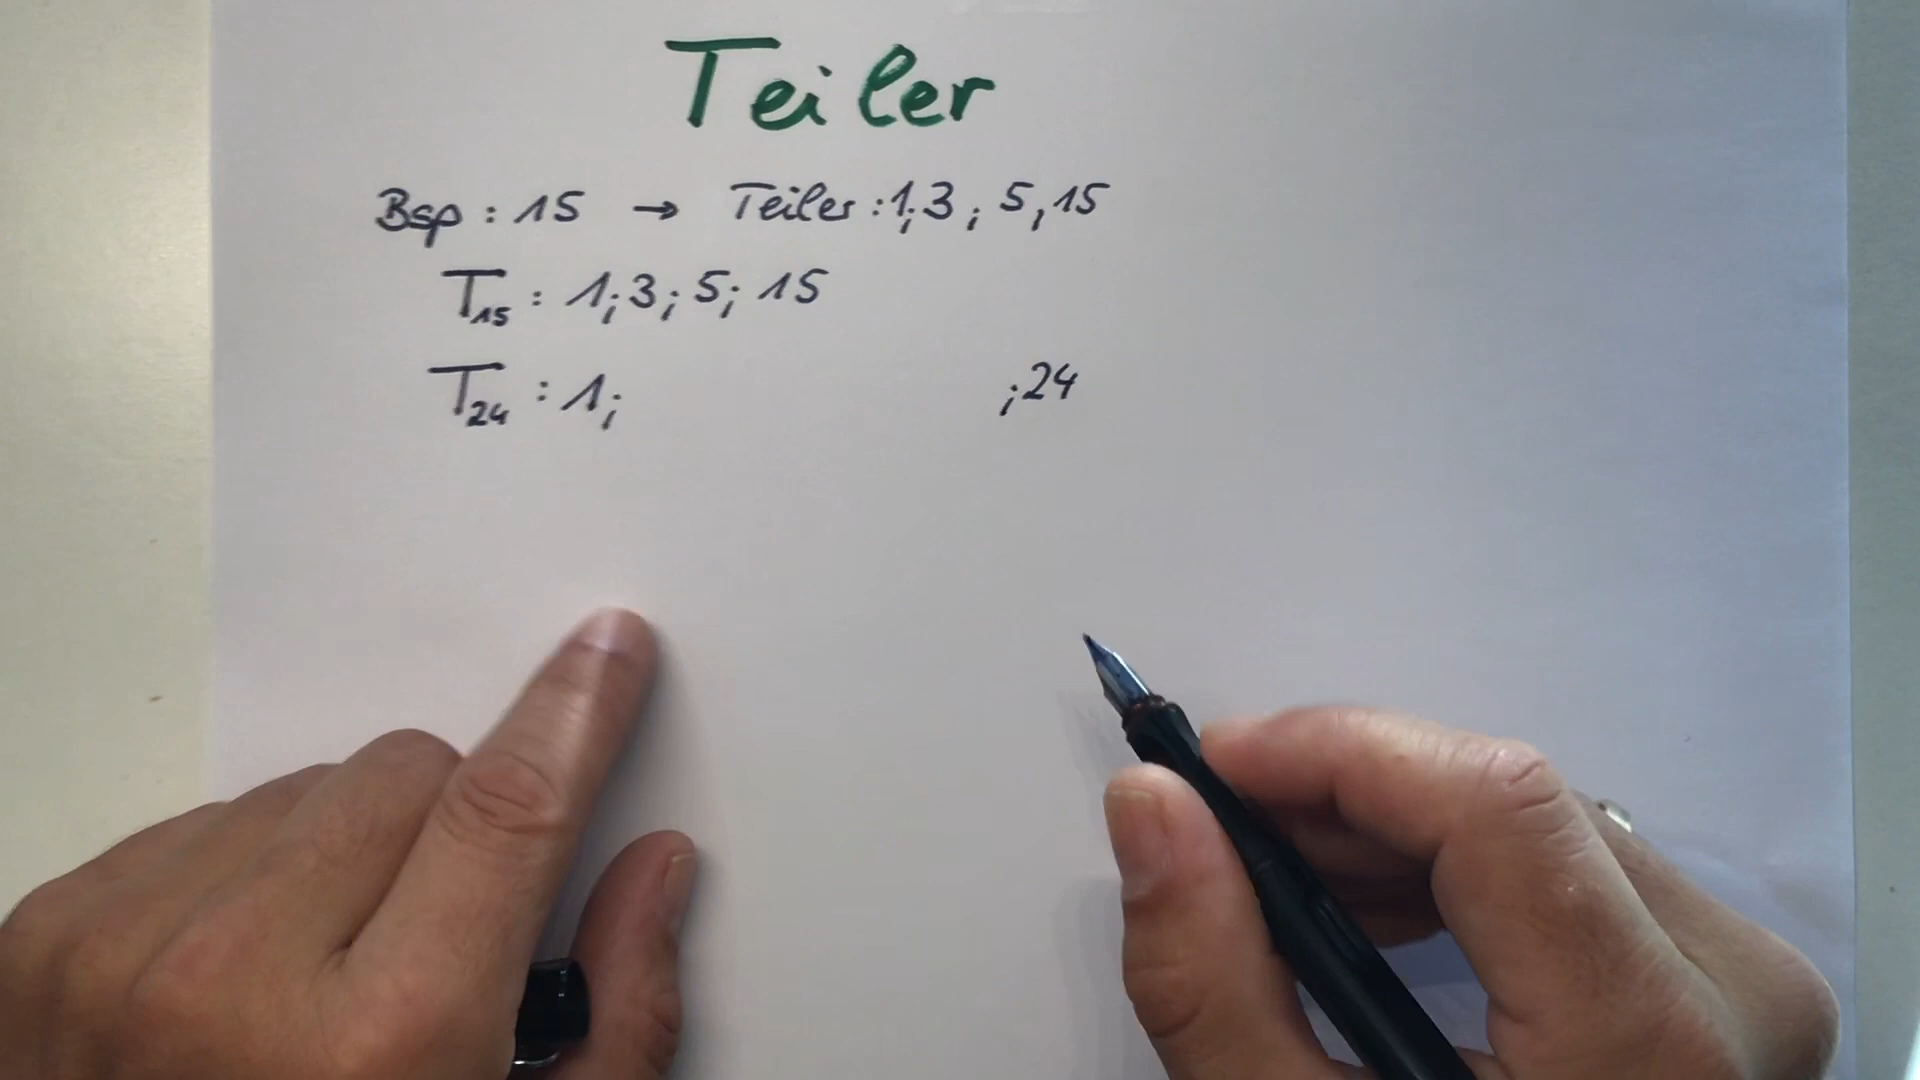 Teiler
Bsp: 15 → Teiler: 1; 3; 5, 15
T15: 1; 3; 5; 15
T24: 1; ;24